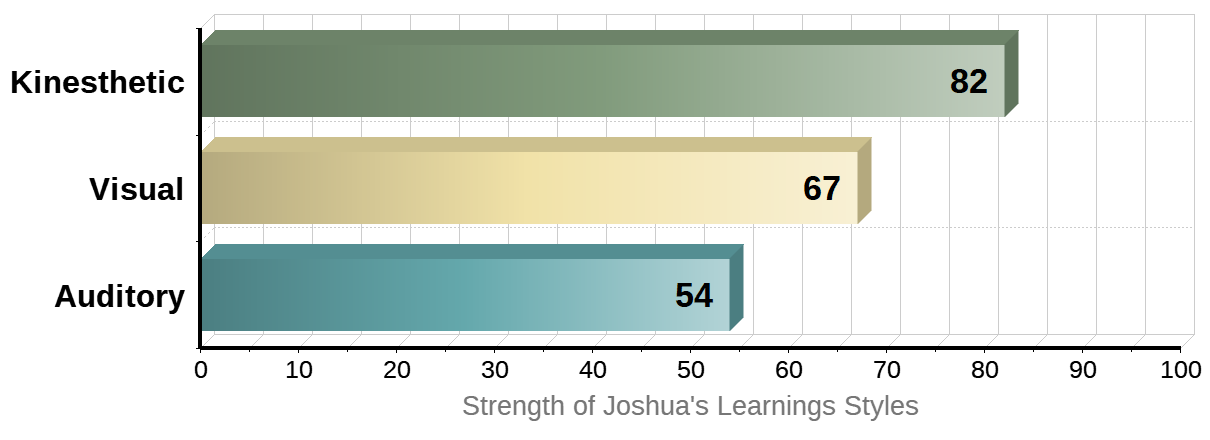 Kinesthetic 82
Visual 67
Auditory 54
0 10 20 30 40 50 60 70 80 90 100
Strength of Joshua's Learnings Styles